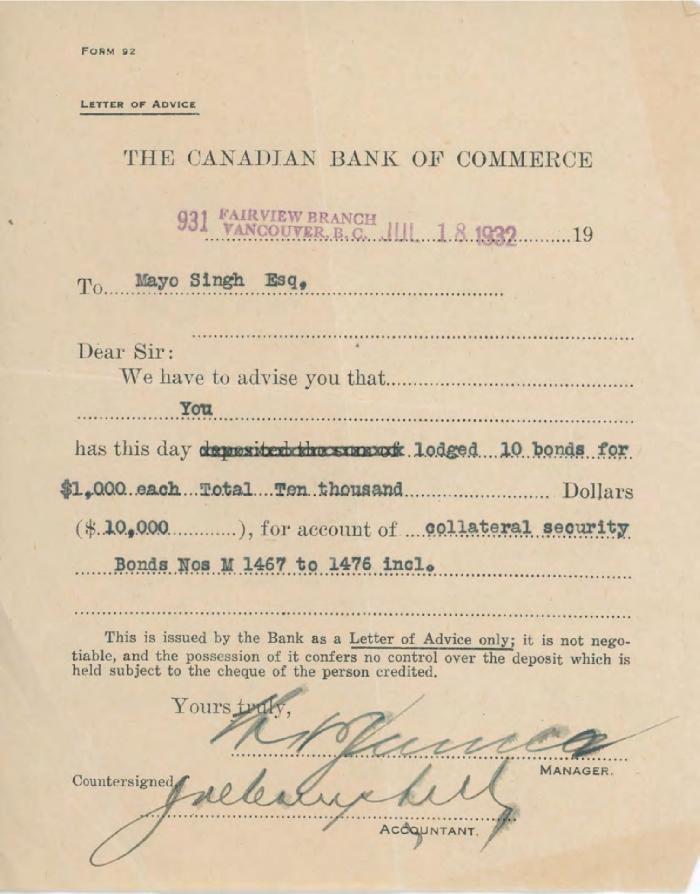 FORM 92
LETTER OF ADVICE
THE CANADIAN BANK OF COMMERCE
931 FAIRVIEW BRANCH
VANCOUVER, B.C. JUL 18 1932 19
To Mayo Singh Esq.
Dear Sir:
We have to advise you that
You
has this day deposited the sum of lodged 10 bonds for
$1,000 each Total Ten thousand Dollars
($ 10,000 ), for account of collateral security
Bonds Nos M 1467 to 1476 incl.
This is issued by the Bank as a Letter of Advice only; it is not nego-
tiable, and the possession of it confers no control over the deposit which is
held subject to the cheque of the person credited.
Yours truly,
MANAGER.
Countersigned
ACCOUNTANT.